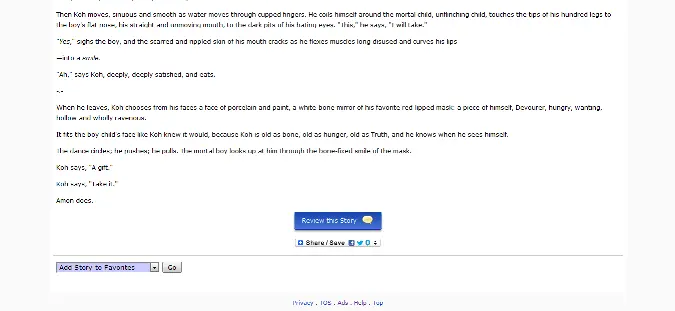 Then Koh moves, sinuous and smooth as water moves through cupped fingers. He coils himself around the mortal child, unflinching child, touches the tips of his hundred legs to
the boy's flat nose, his straight and unmoving mouth, to the dark pits of his hating eyes. "This," he says, "I will take."
"Yes," sighs the boy, and the scarred and rippled skin of his mouth cracks as he flexes muscles long disused and curves his lips
—into a smile.
"Ah," says Koh, deeply, deeply satisfied, and eats.
-.-
When he leaves, Koh chooses from his faces a face of porcelain and paint, a white-bone mirror of his favorite red-lipped mask: a piece of himself, Devourer, hungry, wanting,
hollow and wholly ravenous.
It fits the boy child's face like Koh knew it would, because Koh is old as bone, old as hunger, old as Truth, and he knows when he sees himself.
The dance circles; he pushes; he pulls. The mortal boy looks up at him through the bone-fixed smile of the mask.
Koh says, "A gift."
Koh says, "Take it."
Amon does.
Review this Story
Share / Save
Add Story to Favorites Go
Privacy . TOS . Ads . Help . Top